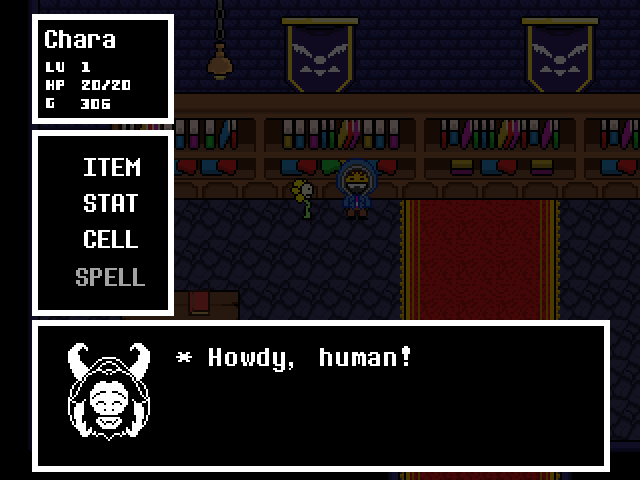 Chara
LV 1
HP 20/20
G 306
ITEM
STAT
CELL
SPELL
* Howdy, human!